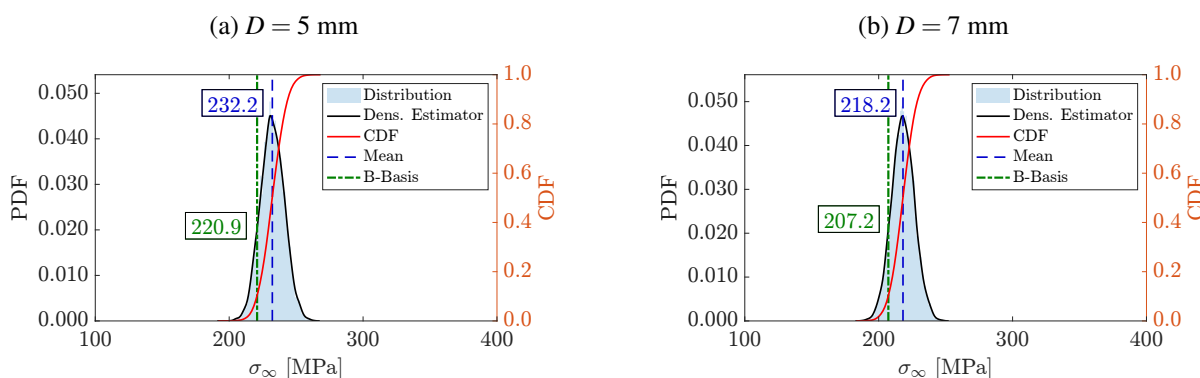 (a) D = 5 mm
PDF
0.050
0.040
0.030
0.020
0.010
0.000
100
200
300
400
σ∞ [MPa]
CDF
1.0
0.8
0.6
0.4
0.2
0.0
232.2
220.9
Distribution
Dens. Estimator
CDF
Mean
B-Basis
(b) D = 7 mm
PDF
0.050
0.040
0.030
0.020
0.010
0.000
100
200
300
400
σ∞ [MPa]
CDF
1.0
0.8
0.6
0.4
0.2
0.0
218.2
207.2
Distribution
Dens. Estimator
CDF
Mean
B-Basis